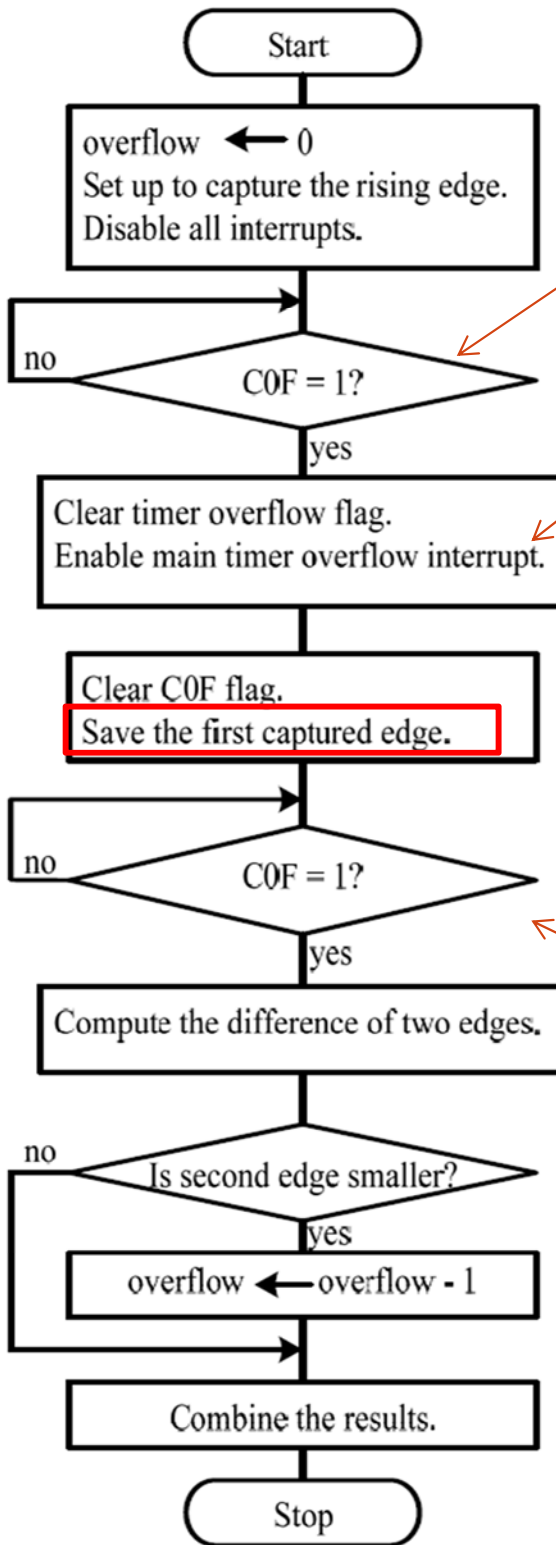 Start
overflow ← 0
Set up to capture the rising edge.
Disable all interrupts.
no
C0F = 1?
yes
Clear timer overflow flag.
Enable main timer overflow interrupt.
Clear C0F flag.
Save the first captured edge.
no
C0F = 1?
yes
Compute the difference of two edges.
no
Is second edge smaller?
yes
overflow ← overflow - 1
Combine the results.
Stop